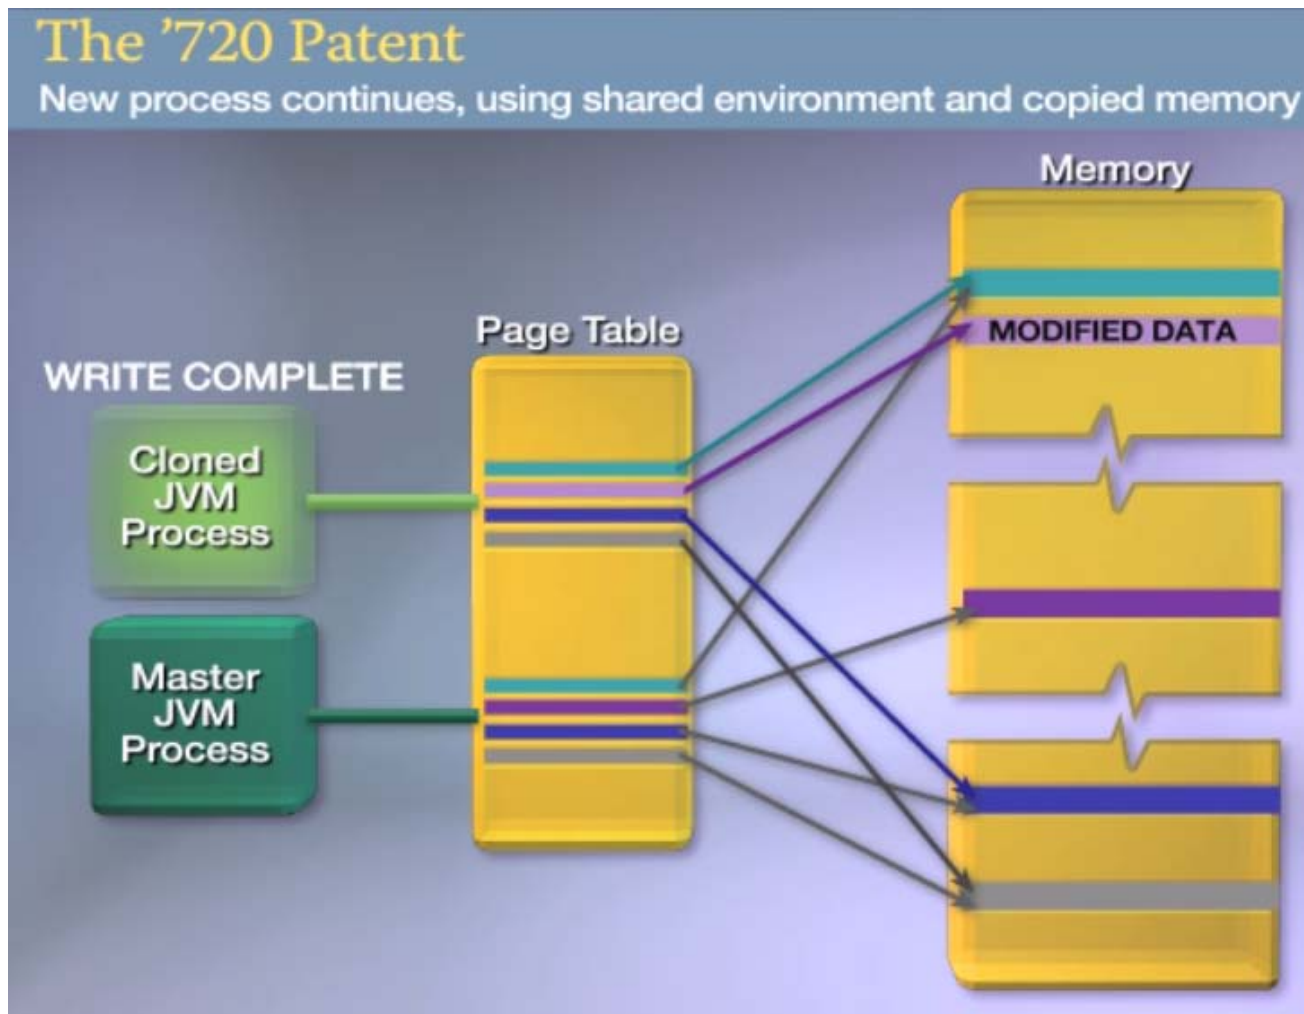 The ’720 Patent
New process continues, using shared environment and copied memory
Memory
MODIFIED DATA
Page Table
WRITE COMPLETE
Cloned
JVM
Process
Master
JVM
Process